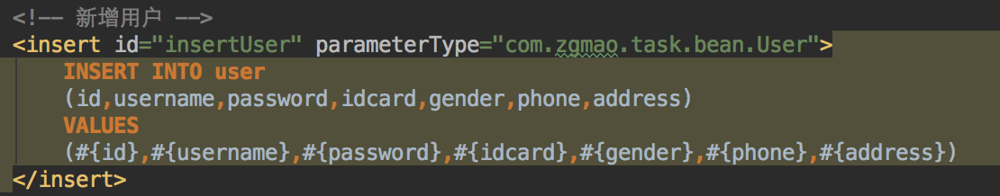 <!-- 新增用户 -->
<insert id="insertUser" parameterType="com.zgmao.task.bean.User">
INSERT INTO user
(id,username,password,idcard,gender,phone,address)
VALUES
(#{id},#{username},#{password},#{idcard},#{gender},#{phone},#{address})
</insert>